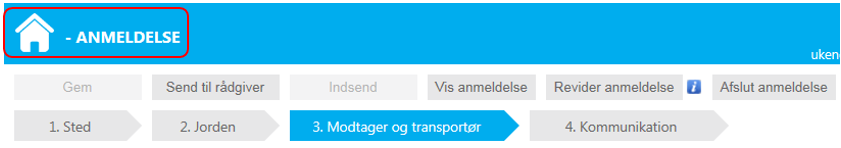 - ANMELDELSE
uken
Gem Send til rådgiver Indsend Vis anmeldelse Revider anmeldelse i Afslut anmeldelse
1. Sted 2. Jorden 3. Modtager og transportør 4. Kommunikation